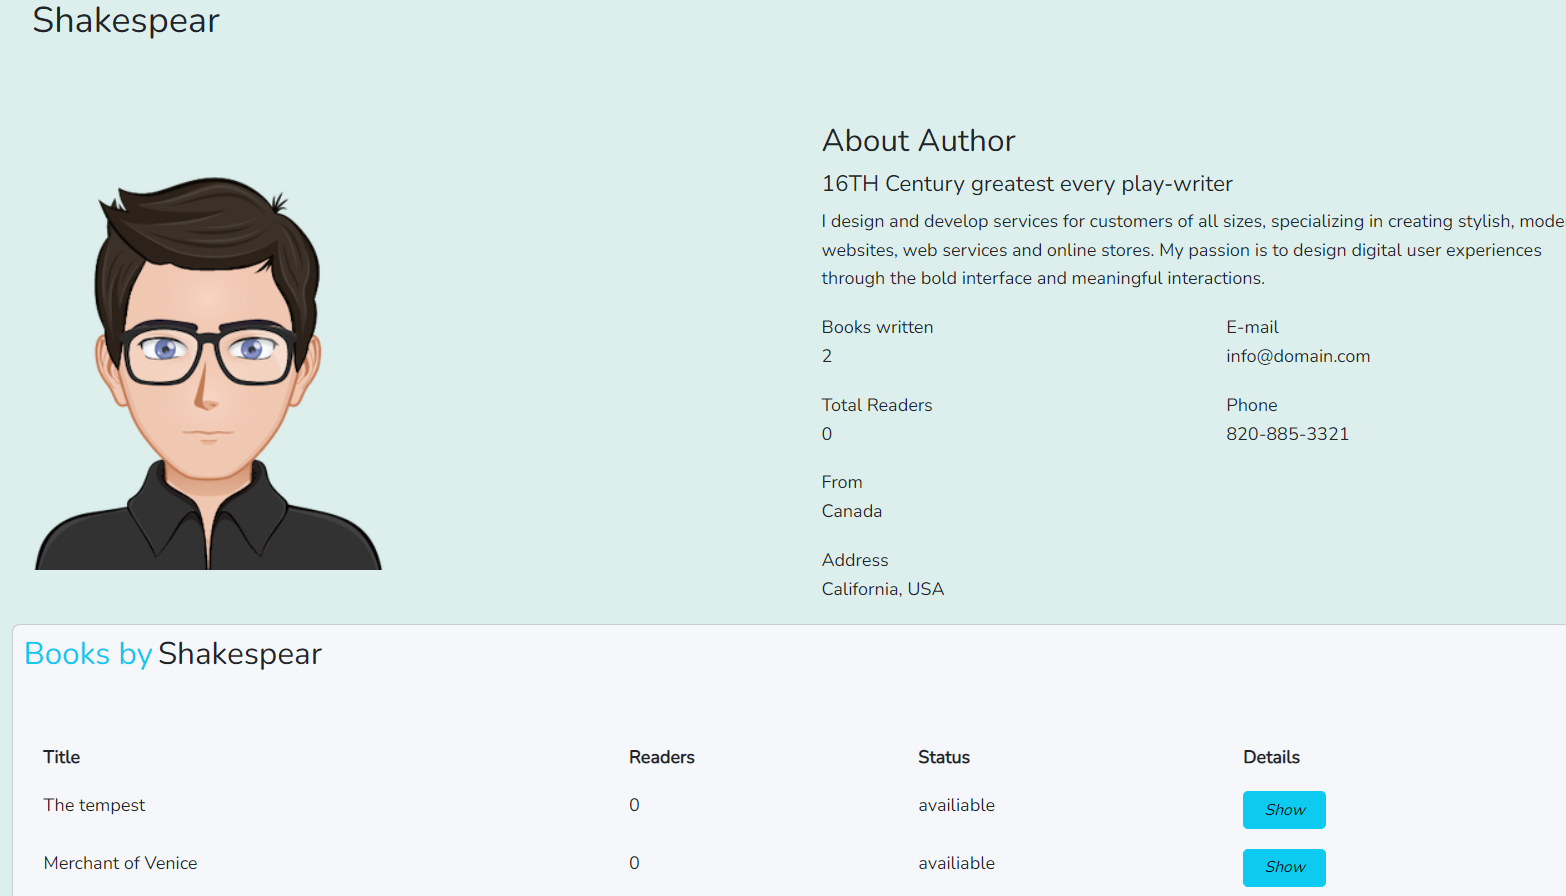 Shakespear
About Author
16TH Century greatest every play-writer
I design and develop services for customers of all sizes, specializing in creating stylish,
websites, web services and online stores. My passion is to design digital user experiences
through the bold interface and meaningful interactions.
Books written
2
E-mail
info@domain.com
Total Readers
0
Phone
820-885-3321
From
Canada
Address
California, USA
Books by Shakespear
Title Readers Status Details
The tempest 0 availiable Show
Merchant of Venice 0 availiable Show